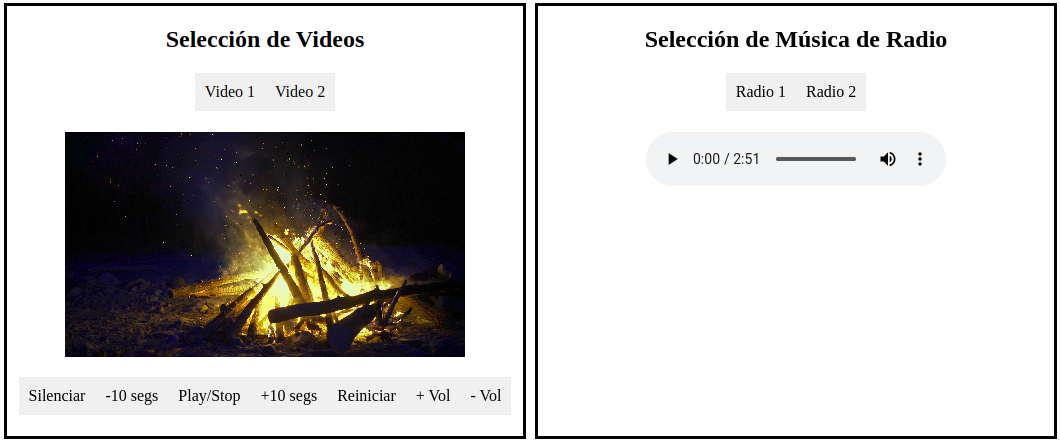 Selección de Videos
Video 1 Video 2
Silenciar -10 segs Play/Stop +10 segs Reiniciar + Vol - Vol
Selección de Música de Radio
Radio 1 Radio 2
0:00 / 2:51